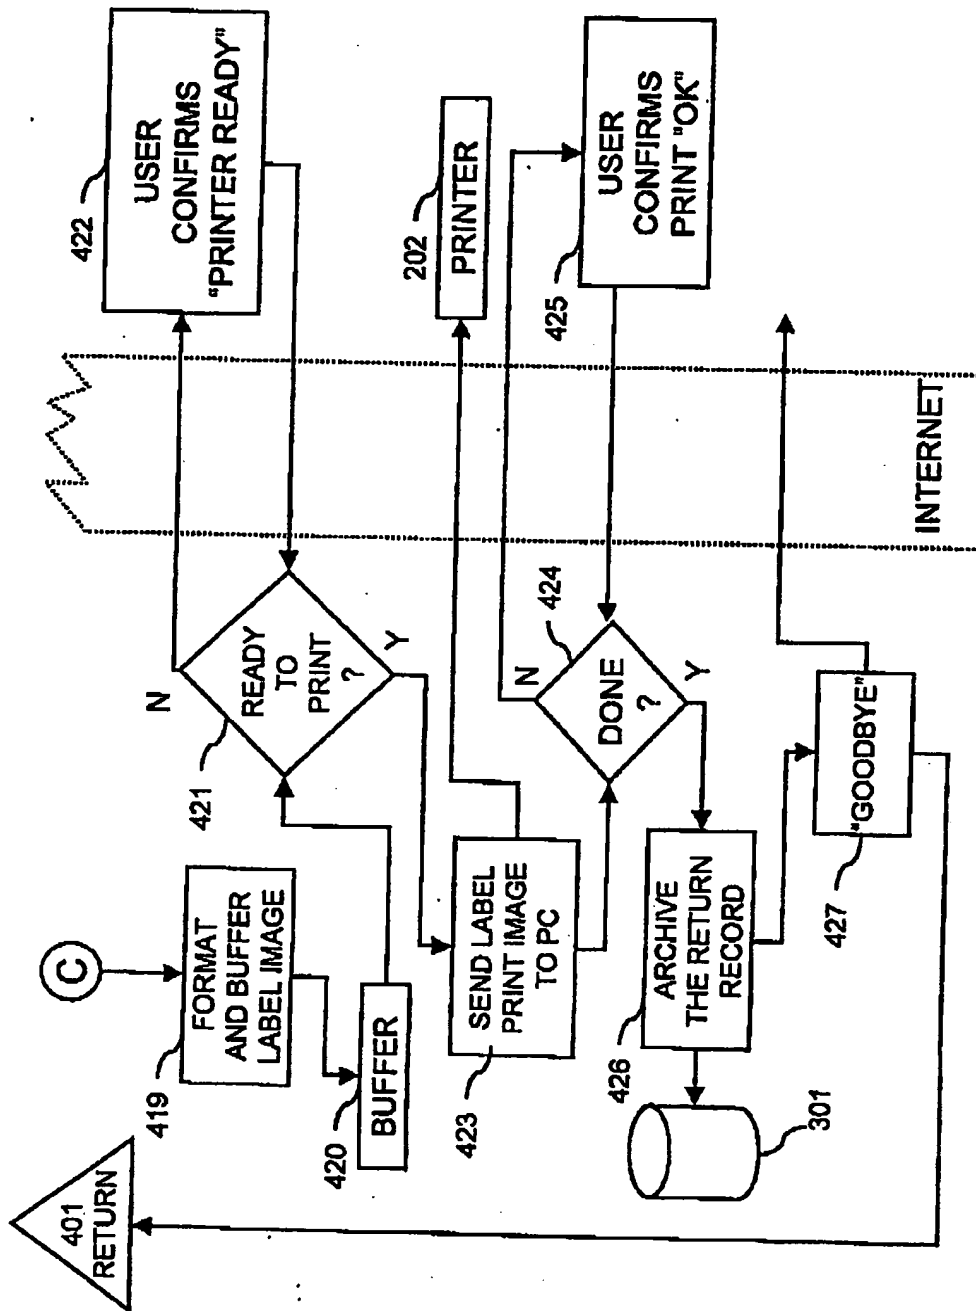 401
RETURN
C
FORMAT
AND BUFFER
LABEL IMAGE
419
BUFFER
420
READY
TO
PRINT
?
421
N
Y
USER
CONFIRMS
"PRINTER READY"
422
SEND LABEL
PRINT IMAGE
TO PC
423
PRINTER
202
DONE
?
424
N
Y
USER
CONFIRMS
PRINT "OK"
425
ARCHIVE
THE RETURN
RECORD
426
301
"GOODBYE"
427
INTERNET